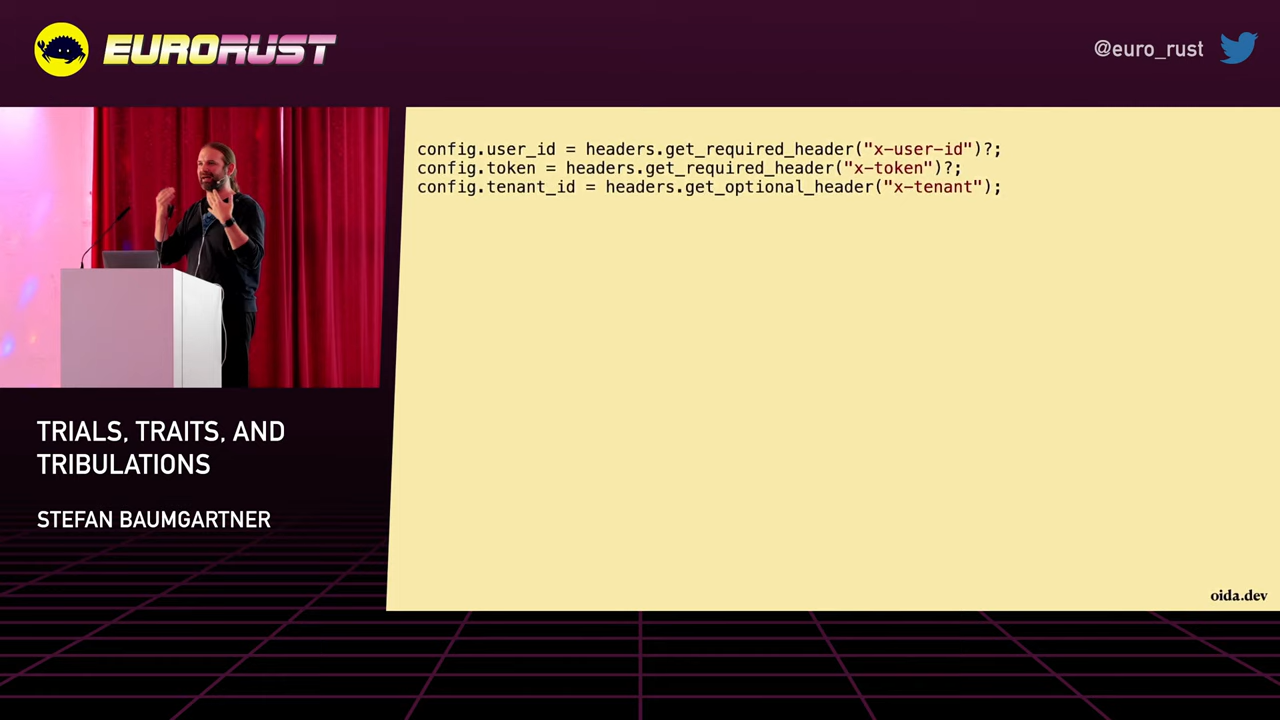 EURORUST
@euro_rust
config.user_id = headers.get_required_header("x-user-id")?;
config.token = headers.get_required_header("x-token")?;
config.tenant_id = headers.get_optional_header("x-tenant");
TRIALS, TRAITS, AND
TRIBULATIONS
STEFAN BAUMGARTNER
oida.dev